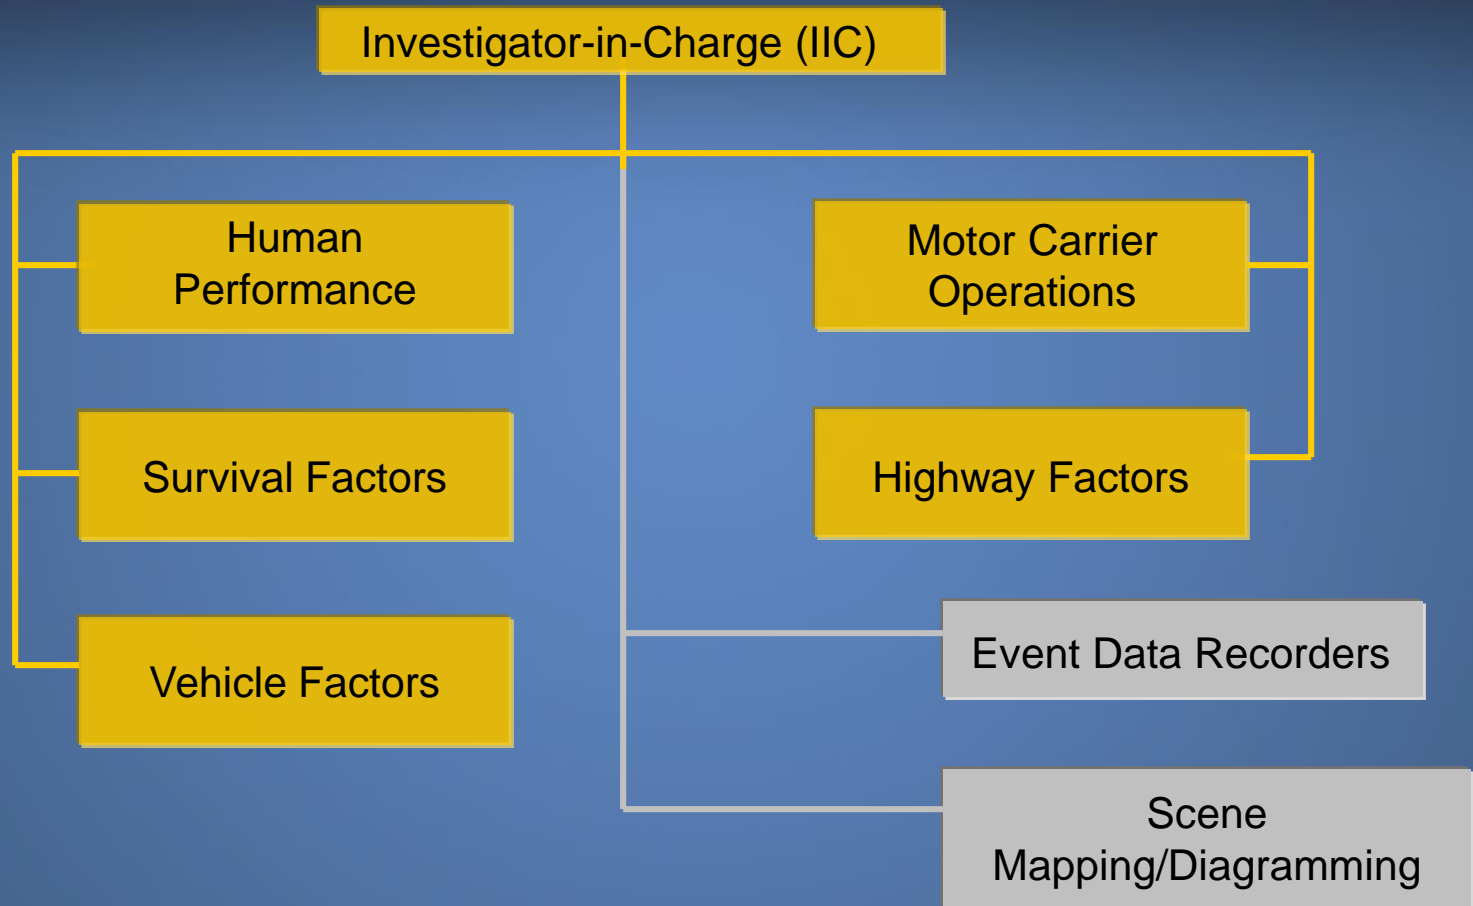 Investigator-in-Charge (IIC)
Human
Performance
Motor Carrier
Operations
Survival Factors
Highway Factors
Vehicle Factors
Event Data Recorders
Scene
Mapping/Diagramming